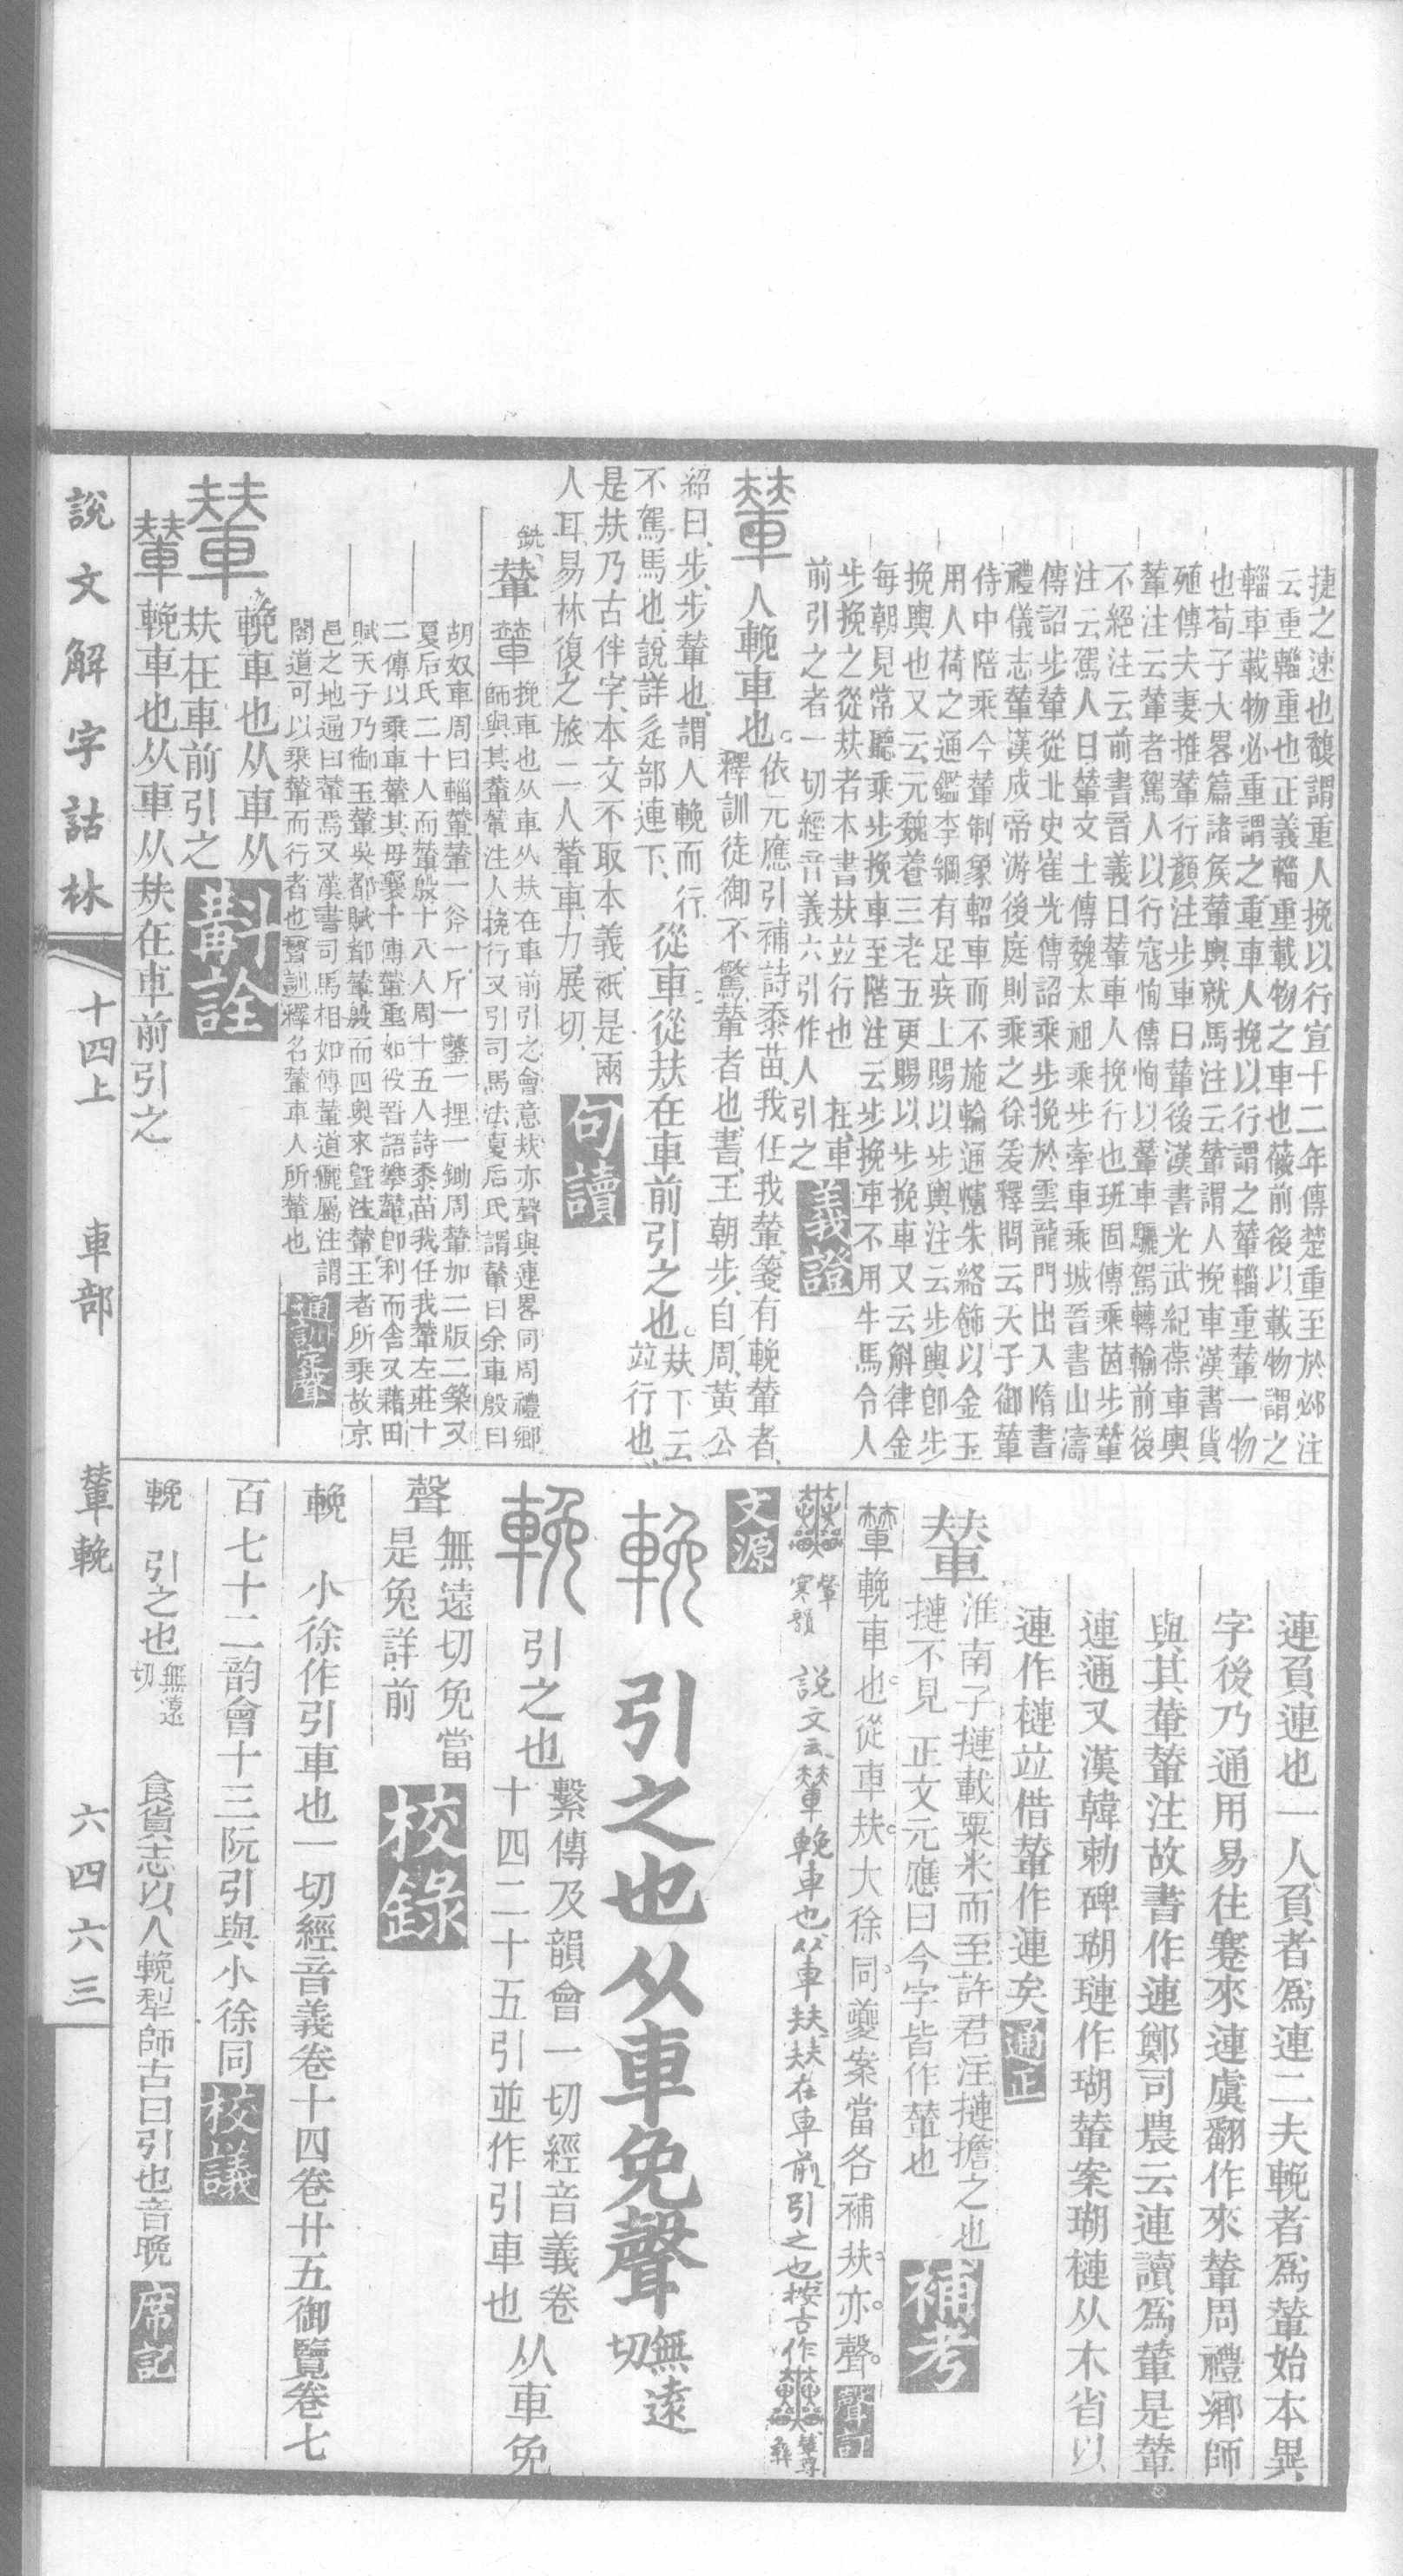 捷之速也馥謂重人挽以行宣十二年傳楚重至於邲注
云重輜重也正義輜重載物之車也蔽前後以載物謂之
輜車載物必重謂之重車人挽以行謂之輦輜重輦一物
也荀子大畧篇諸侯輦輿就馬注云輦謂人挽車漢書貨
殖傳夫妻推輦行顏注步車曰輦後漢書光武紀葆車輿
輦注云輦者駕人以行寇恂傳恂以輦車驪駕轉輸前後
不絕注云前書音義曰輦車人挽行也班固傳乘茵步輦
注云駕人曰輦文士傳魏太祖乘步牽車乘城晉書山濤
傳詔步輦從北史崔光傳詔乘步挽於雲龍門出入隋書
禮儀志輦漢成帝游後庭則乘之徐爰釋問云天子御輦
侍中陪乘今輦制象軺車而不施輪通幰朱絡飾以金玉
用人荷之通鑑李綱有足疾上賜以步輿注云步輿卽步
挽輿也又云元魏養三老五更賜以步挽車又云斛律金
每朝見常聽乘步挽車至階注云步挽車不用牛馬令人
步挽之從㚘者本書㚘竝行也 在車
前引之者一切經音義六引作人引之 義證
輦 人輓車也。依元應引補詩黍苗、我任我輦、箋有輓輦者、
釋訓徒御不驚、輦者也、書、王朝步、自周、黃公
紹曰、步、步輦也、謂人輓而行、
不駕馬也、說詳辵部連下、 從車從㚘在車前引之也。㚘下云
竝行也、
是㚘乃古伴字、本文不取本義、祇是兩
人耳、易林復之旅二人輦車、力展切、 句讀
銑、輦 輦 挽車也从車从㚘在車前引之會意㚘亦聲與連畧同周禮鄉
師與其輂輦注人挽行又引司馬法夏后氏謂輦曰余車殷曰
胡奴車周曰輜輦輦一斧一斤一鑿一梩一鋤周輦加二版二築又
夏后氏二十人而輦殷十八人周十五人詩黍苗我任我輦左莊十
二傳以乘車輦其母襄十傳輦重如役晉語攀輦卽利而舍又藉田
賦天子乃御玉輦吳都賦都輦殷而四奧來曁注輦王者所乘故京
邑之地通曰輦焉又漢書司馬相如傳輦道纚屬注謂
閣道可以乘輦而行者也聲訓釋名輦車人所輦也 通訓定聲
輦 輓車也从車从
㚘在車前引之 斠詮
輦 輓車也从車从㚘在車前引之
連負連也一人負者爲連二夫輓者爲輦始本異、
字後乃通用易往蹇來連虞翻作來輦周禮鄉師
與其輂輦注故書作連鄭司農云連讀爲輦是輦
連通又漢韓勅碑瑚璉作瑚輦案瑚槤从木省以
連作槤竝借輦作連矣 通正
輦 淮南子摙載粟米而至許君注摙擔之也
摙不見 正文元應曰今字皆作輦也 補考
輦輓車也。從車㚘。大徐同。夔案當各補㚘亦聲。聲訂
輦 寒韻 說文云輦輓車也从車㚘㚘在車前引之也按古作
輦尊彝
文源
輓 引之也从車免聲 無遠切
輓 引之也 繫傳及韻會一切經音義卷
十四二十五引並作引車也 从車免
聲 無遠切免當
是兔詳前 校錄
輓 小徐作引車也一切經音義卷十四卷廿五御覽卷七
百七十二韵會十三阮引與小徐同 校議
輓 引之也 無遠切 食貨志以人輓犁師古曰引也音晚 席記
說文解字詁林 十四上 車部 輦輓 六四六三